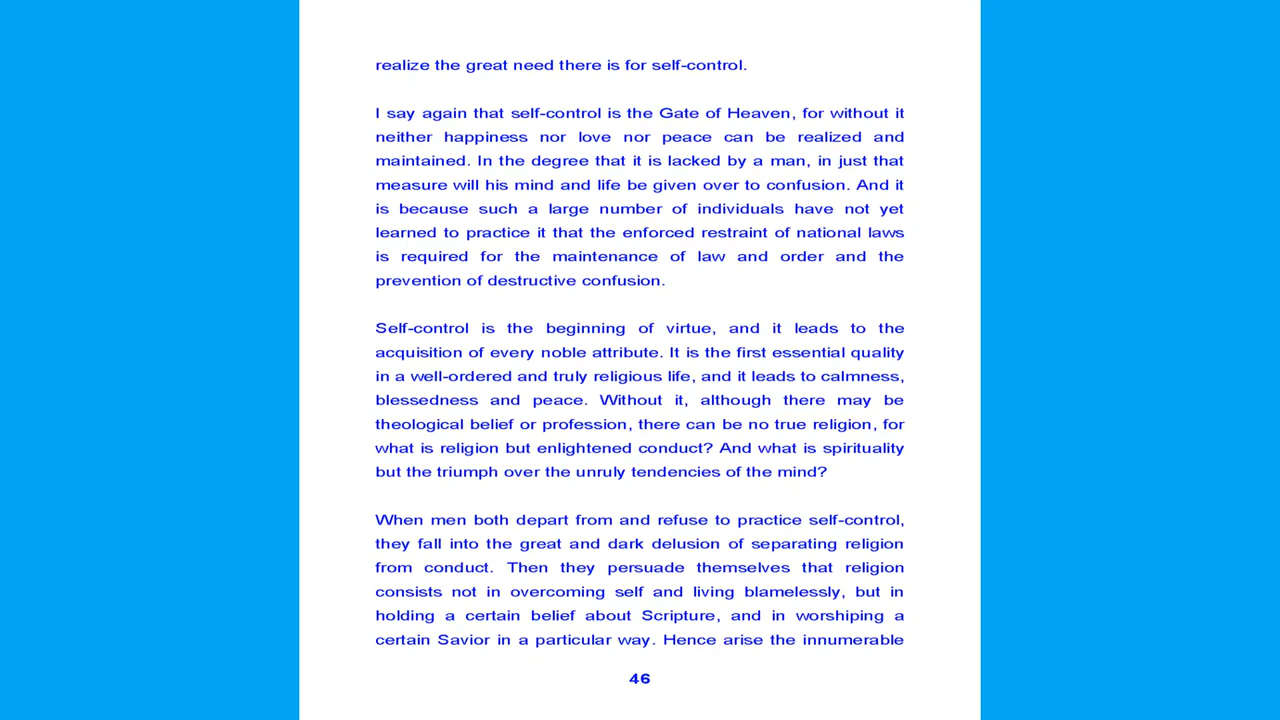 realize the great need there is for self-control.
I say again that self-control is the Gate of Heaven, for without it
neither happiness nor love nor peace can be realized and
maintained. In the degree that it is lacked by a man, in just that
measure will his mind and life be given over to confusion. And it
is because such a large number of individuals have not yet
learned to practice it that the enforced restraint of national laws
is required for the maintenance of law and order and the
prevention of destructive confusion.
Self-control is the beginning of virtue, and it leads to the
acquisition of every noble attribute. It is the first essential quality
in a well-ordered and truly religious life, and it leads to calmness,
blessedness and peace. Without it, although there may be
theological belief or profession, there can be no true religion, for
what is religion but enlightened conduct? And what is spirituality
but the triumph over the unruly tendencies of the mind?
When men both depart from and refuse to practice self-control,
they fall into the great and dark delusion of separating religion
from conduct. Then they persuade themselves that religion
consists not in overcoming self and living blamelessly, but in
holding a certain belief about Scripture, and in worshiping a
certain Savior in a particular way. Hence arise the innumerable
46